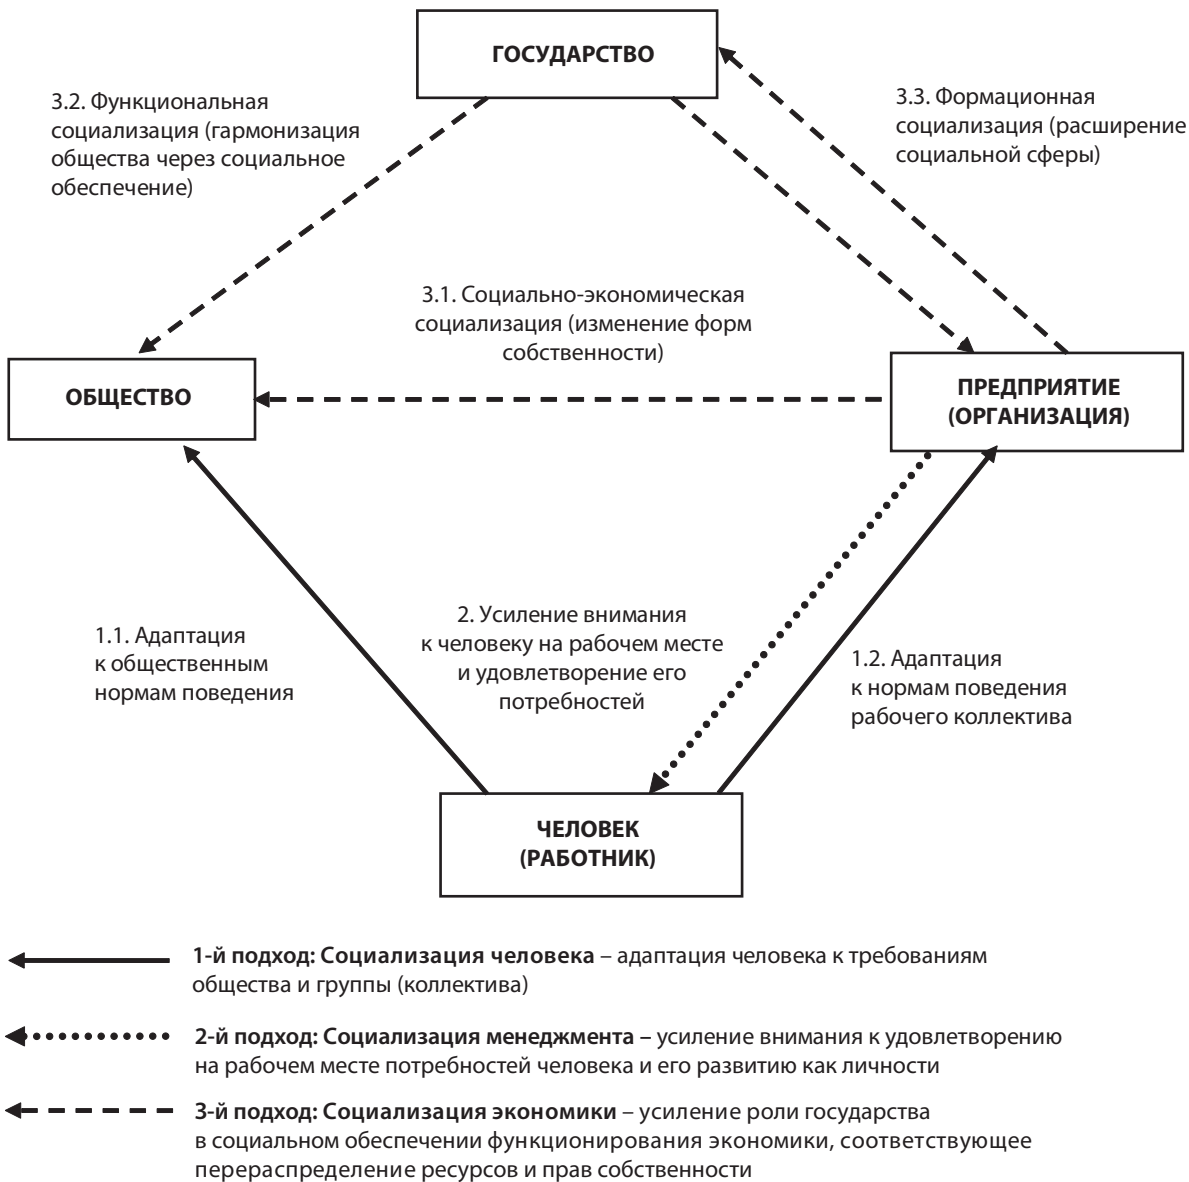 ГОСУДАРСТВО
3.2. Функциональная
социализация (гармонизация
общества через социальное
обеспечение)
3.3. Формационная
социализация (расширение
социальной сферы)
3.1. Социально-экономическая
социализация (изменение форм
собственности)
ОБЩЕСТВО
ПРЕДПРИЯТИЕ
(ОРГАНИЗАЦИЯ)
1.1. Адаптация
к общественным
нормам поведения
2. Усиление внимания
к человеку на рабочем месте
и удовлетворение его
потребностей
1.2. Адаптация
к нормам поведения
рабочего коллектива
ЧЕЛОВЕК
(РАБОТНИК)
1-й подход: Социализация человека – адаптация человека к требованиям
общества и группы (коллектива)
2-й подход: Социализация менеджмента – усиление внимания к удовлетворению
на рабочем месте потребностей человека и его развитию как личности
3-й подход: Социализация экономики – усиление роли государства
в социальном обеспечении функционирования экономики, соответствующее
перераспределение ресурсов и прав собственности